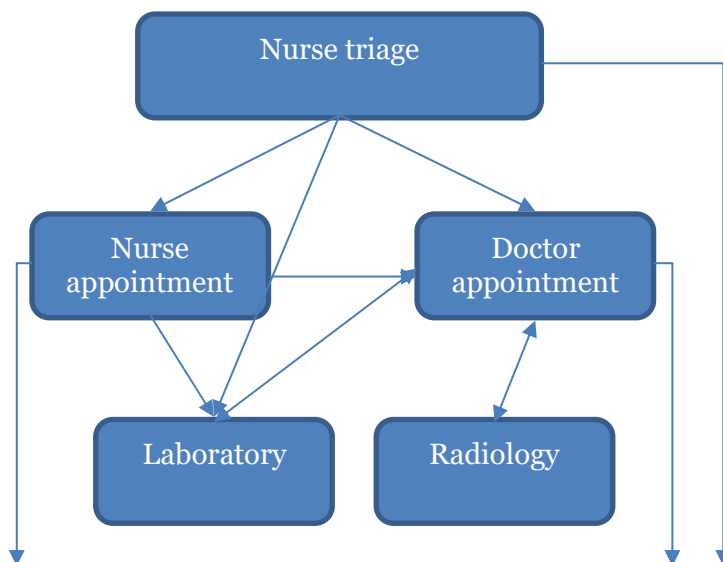 Nurse triage
Nurse
appointment
Doctor
appointment
Laboratory
Radiology